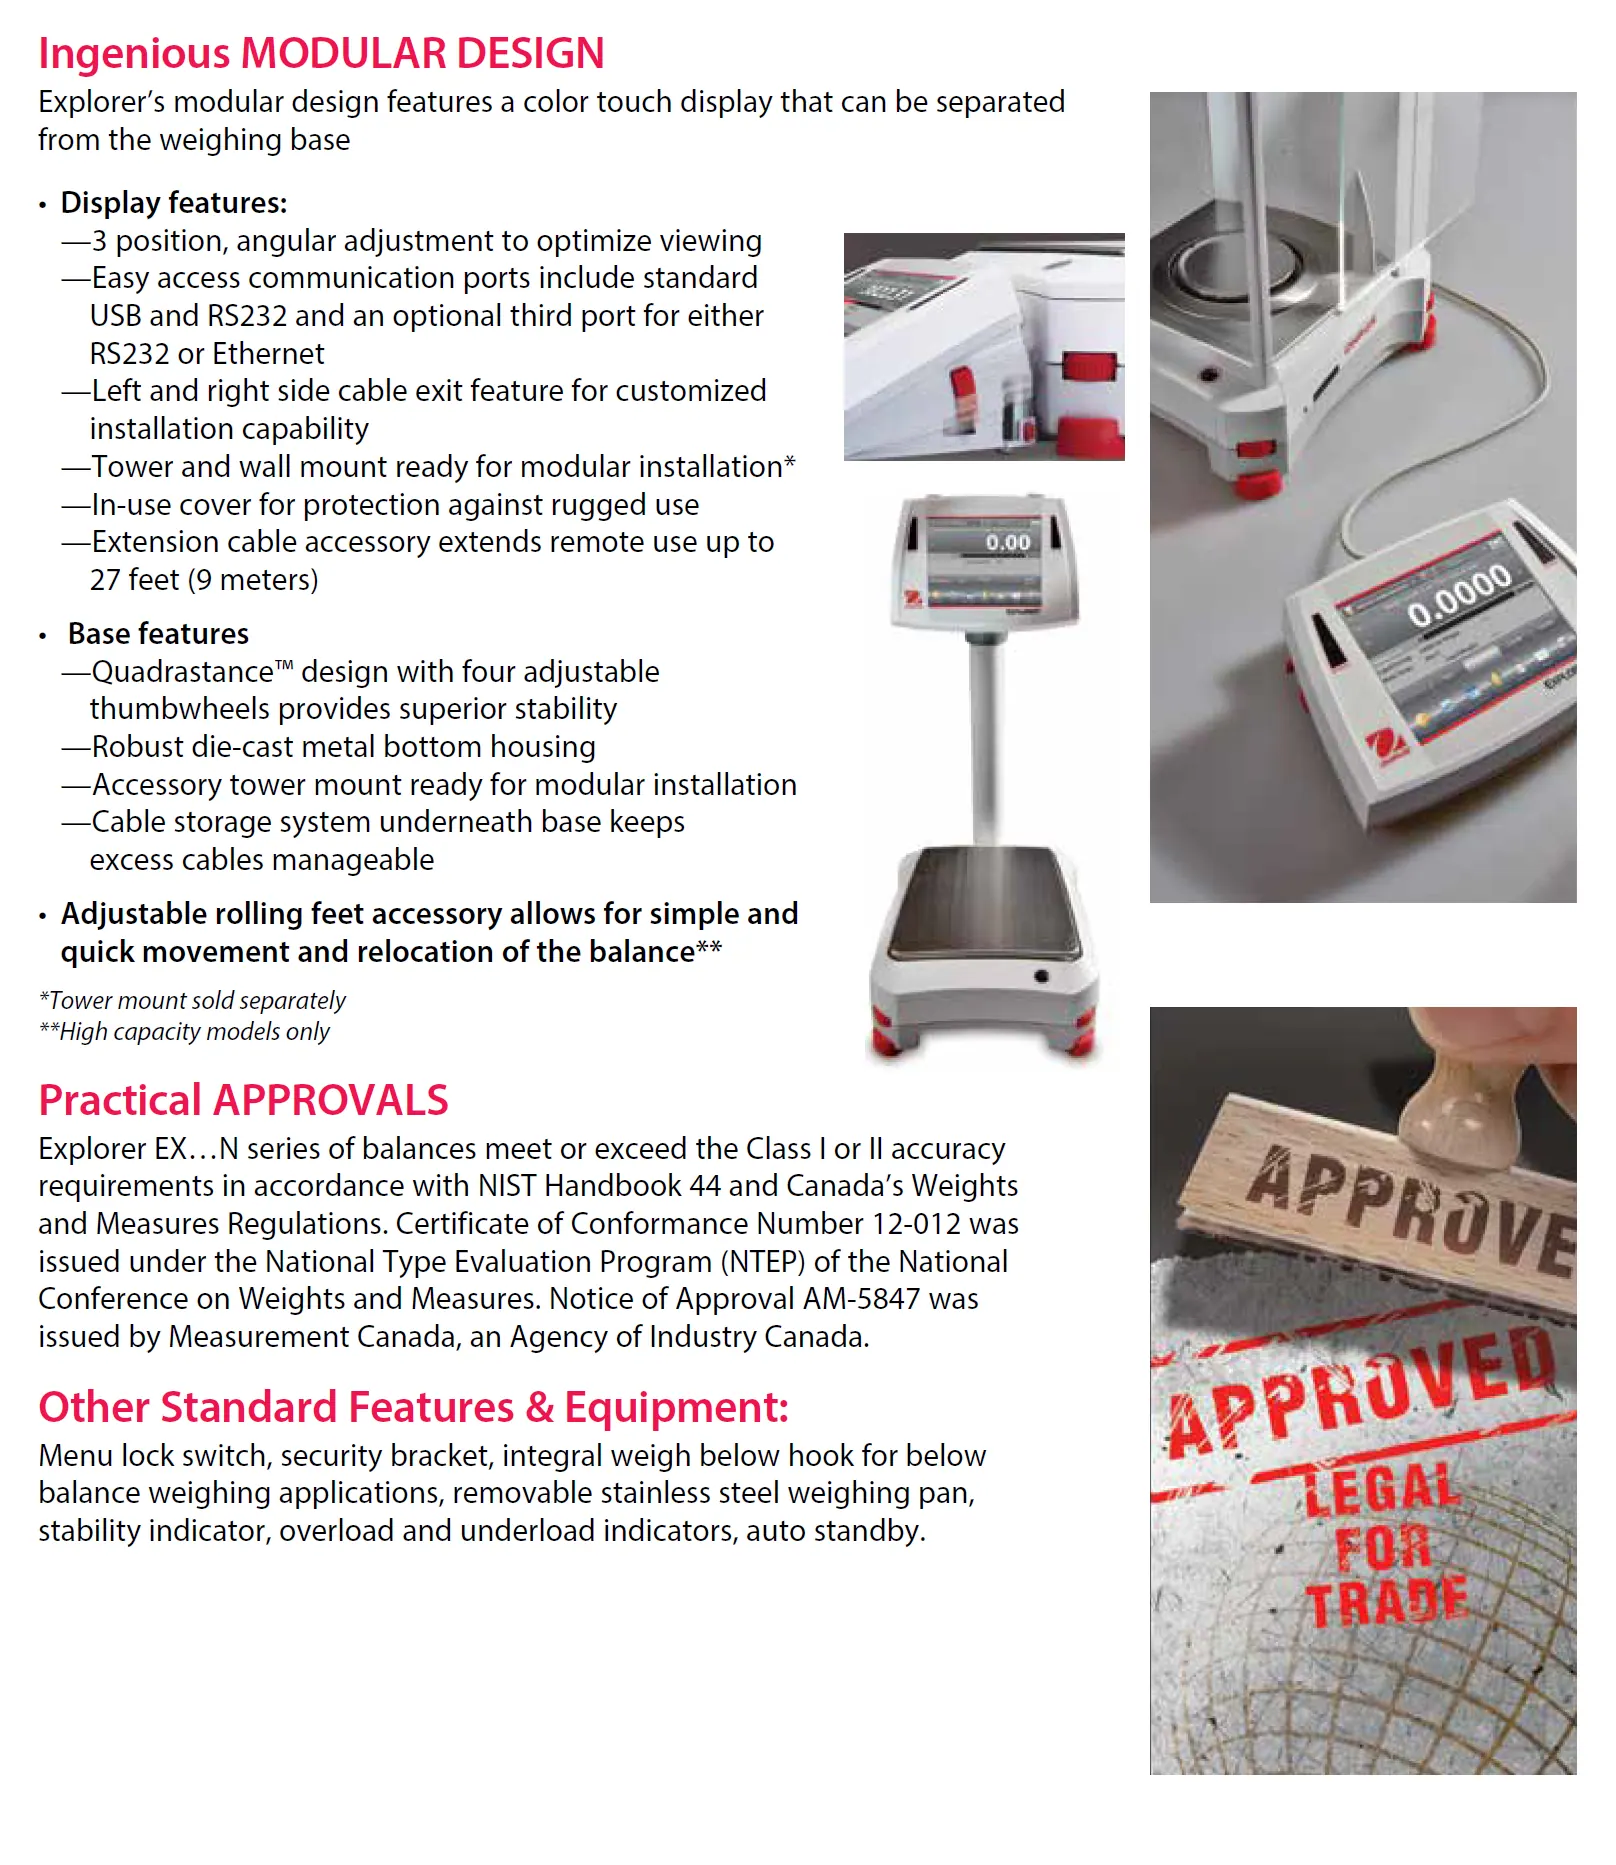 Ingenious MODULAR DESIGN
Explorer’s modular design features a color touch display that can be separated
from the weighing base
• Display features:
—3 position, angular adjustment to optimize viewing
—Easy access communication ports include standard
USB and RS232 and an optional third port for either
RS232 or Ethernet
—Left and right side cable exit feature for customized
installation capability
—Tower and wall mount ready for modular installation*
—In-use cover for protection against rugged use
—Extension cable accessory extends remote use up to
27 feet (9 meters)
• Base features
—Quadrastance™ design with four adjustable
thumbwheels provides superior stability
—Robust die-cast metal bottom housing
—Accessory tower mount ready for modular installation
—Cable storage system underneath base keeps
excess cables manageable
• Adjustable rolling feet accessory allows for simple and
quick movement and relocation of the balance**
*Tower mount sold separately
**High capacity models only
0.00
0.0000
Practical APPROVALS
Explorer EX…N series of balances meet or exceed the Class I or II accuracy
requirements in accordance with NIST Handbook 44 and Canada’s Weights
and Measures Regulations. Certificate of Conformance Number 12-012 was
issued under the National Type Evaluation Program (NTEP) of the National
Conference on Weights and Measures. Notice of Approval AM-5847 was
issued by Measurement Canada, an Agency of Industry Canada.
Other Standard Features & Equipment:
Menu lock switch, security bracket, integral weigh below hook for below
balance weighing applications, removable stainless steel weighing pan,
stability indicator, overload and underload indicators, auto standby.
APPROVE
APPROVED
LEGAL
FOR
TRADE